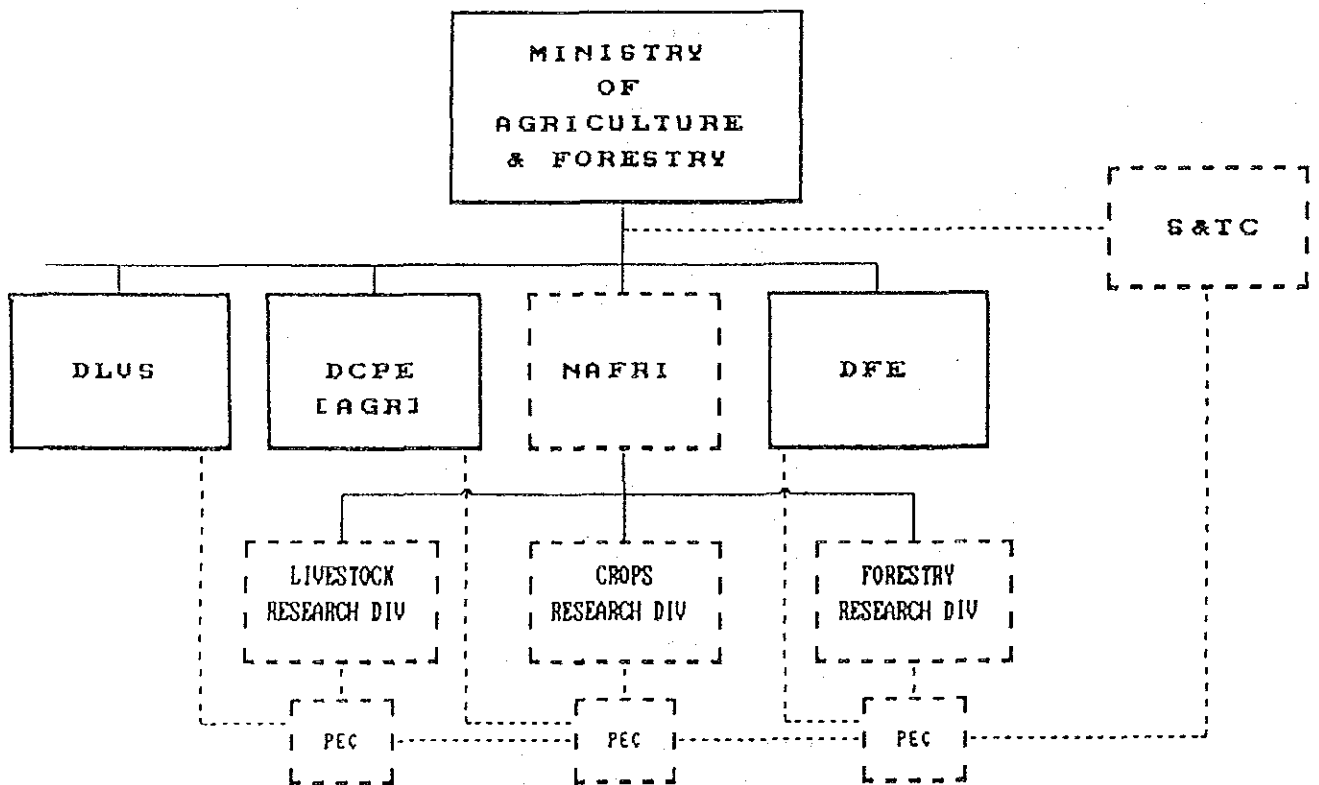 MINISTRY
OF
AGRICULTURE
& FORESTRY
S&TC
DLVS
DCPE
[AGR]
NAFRI
DFE
LIVESTOCK
RESEARCH DIV
CROPS
RESEARCH DIV
FORESTRY
RESEARCH DIV
PEC
PEC
PEC